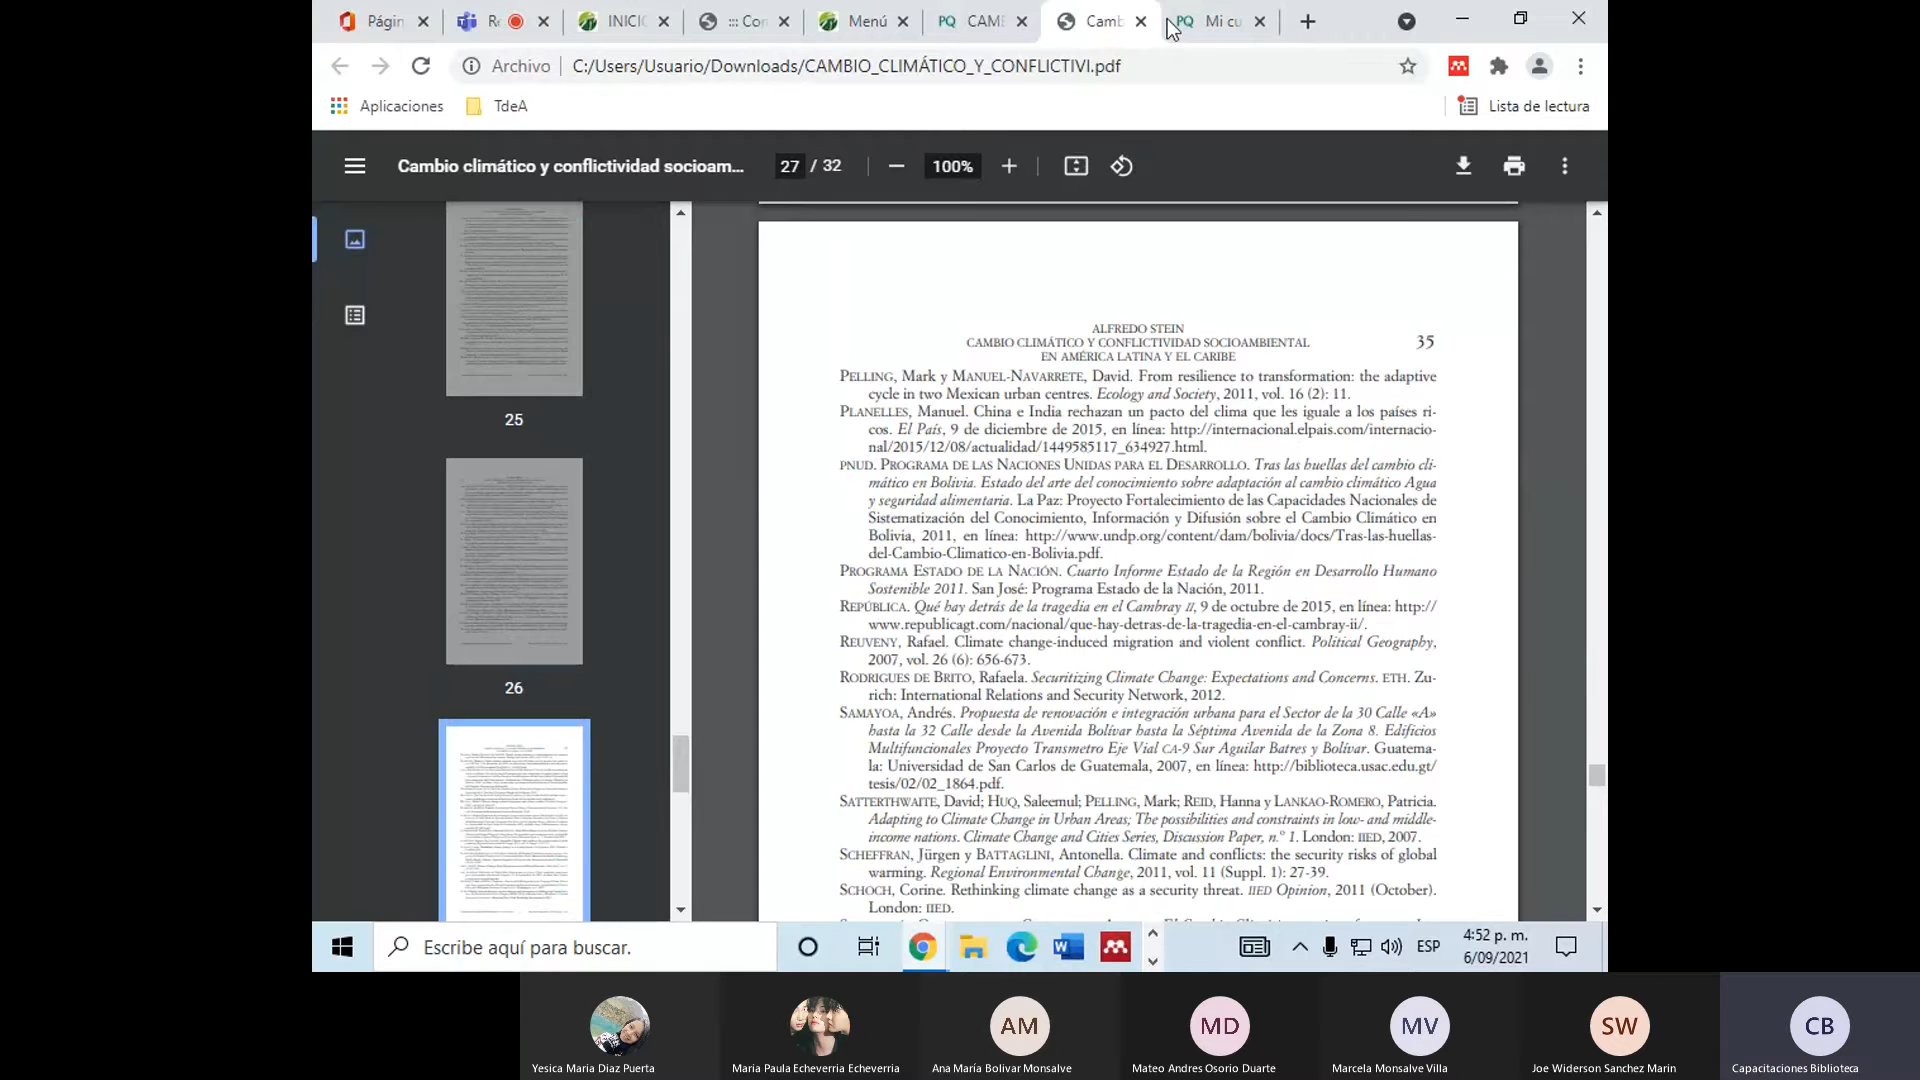 Págin
Re
INICI
::: Con
Menú
PQ CAMB
Camb
PQ Mi cu
Archivo C:/Users/Usuario/Downloads/CAMBIO_CLIMÁTICO_Y_CONFLICTIVI.pdf
Aplicaciones TdeA Lista de lectura
Cambio climático y conflictividad socioam... 27 / 32 100%
25
26
ALFREDO STEIN
CAMBIO CLIMÁTICO Y CONFLICTIVIDAD SOCIOAMBIENTAL 35
EN AMÉRICA LATINA Y EL CARIBE
PELLING, Mark y MANUEL-NAVARRETE, David. From resilience to transformation: the adaptive
cycle in two Mexican urban centres. Ecology and Society, 2011, vol. 16 (2): 11.
PLANELLES, Manuel. China e India rechazan un pacto del clima que les iguale a los países ri-
cos. El País, 9 de diciembre de 2015, en línea: http://internacional.elpais.com/internacio-
nal/2015/12/08/actualidad/1449585117_634927.html.
PNUD. PROGRAMA DE LAS NACIONES UNIDAS PARA EL DESARROLLO. Tras las huellas del cambio cli-
mático en Bolivia. Estado del arte del conocimiento sobre adaptación al cambio climático Agua
y seguridad alimentaria. La Paz: Proyecto Fortalecimiento de las Capacidades Nacionales de
Sistematización del Conocimiento, Información y Difusión sobre el Cambio Climático en
Bolivia, 2011, en línea: http://www.undp.org/content/dam/bolivia/docs/Tras-las-huellas-
del-Cambio-Climatico-en-Bolivia.pdf.
PROGRAMA ESTADO DE LA NACIÓN. Cuarto Informe Estado de la Región en Desarrollo Humano
Sostenible 2011. San José: Programa Estado de la Nación, 2011.
REPÚBLICA. Qué hay detrás de la tragedia en el Cambray II, 9 de octubre de 2015, en línea: http://
www.republicagt.com/nacional/que-hay-detras-de-la-tragedia-en-el-cambray-ii/.
REUVENY, Rafael. Climate change-induced migration and violent conflict. Political Geography,
2007, vol. 26 (6): 656-673.
RODRIGUES DE BRITO, Rafaela. Securitizing Climate Change: Expectations and Concerns. ETH. Zu-
rich: International Relations and Security Network, 2012.
SAMAYOA, Andrés. Propuesta de renovación e integración urbana para el Sector de la 30 Calle «A»
hasta la 32 Calle desde la Avenida Bolívar hasta la Séptima Avenida de la Zona 8. Edificios
Multifuncionales Proyecto Transmetro Eje Vial CA-9 Sur Aguilar Batres y Bolívar. Guatema-
la: Universidad de San Carlos de Guatemala, 2007, en línea: http://biblioteca.usac.edu.gt/
tesis/02/02_1864.pdf.
SATTERTHWAITE, David; HUQ, Saleemul; PELLING, Mark; REID, Hanna y LANKAO-ROMERO, Patricia.
Adapting to Climate Change in Urban Areas; The possibilities and constraints in low- and middle-
income nations. Climate Change and Cities Series, Discussion Paper, n.º 1. London: IIED, 2007.
SCHEFFRAN, Jürgen y BATTAGLINI, Antonella. Climate and conflicts: the security risks of global
warming. Regional Environmental Change, 2011, vol. 11 (Suppl. 1): 27-39.
SCHOCH, Corine. Rethinking climate change as a security threat. IIED Opinion, 2011 (October).
London: IIED.
Escribe aquí para buscar.
ESP
4:52 p. m.
6/09/2021
AM
MD
MV
SW
CB
Yesica Maria Diaz Puerta
Maria Paula Echeverria Echeverria
Ana María Bolivar Monsalve
Mateo Andres Osorio Duarte
Marcela Monsalve Villa
Joe Widerson Sanchez Marin
Capacitaciones Biblioteca